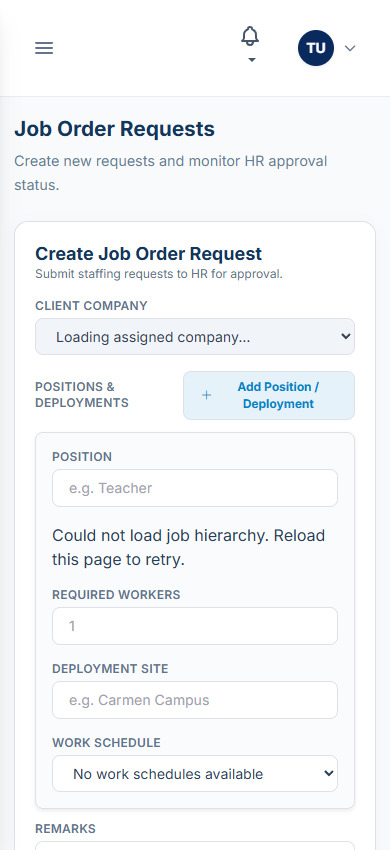 TU
Job Order Requests
Create new requests and monitor HR approval
status.
Create Job Order Request
Submit staffing requests to HR for approval.
CLIENT COMPANY
Loading assigned company...
POSITIONS &
DEPLOYMENTS
+ Add Position /
Deployment
POSITION
e.g. Teacher
Could not load job hierarchy. Reload
this page to retry.
REQUIRED WORKERS
1
DEPLOYMENT SITE
e.g. Carmen Campus
WORK SCHEDULE
No work schedules available
REMARKS